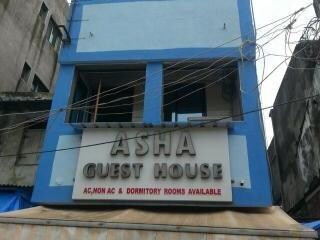 ASHA
GUEST HOUSE
AC,NON AC & DORMITORY ROOMS AVAILABLE